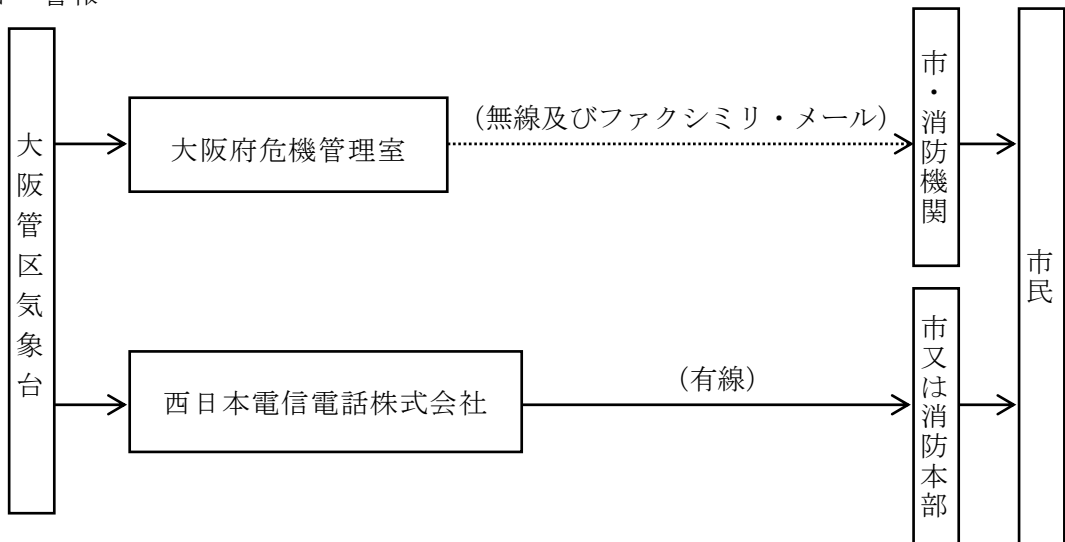 警報
大阪管区気象台
大阪府危機管理室
(無線及びファクシミリ・メール)
市・消防機関
市民
西日本電信電話株式会社
(有線)
市又は消防本部